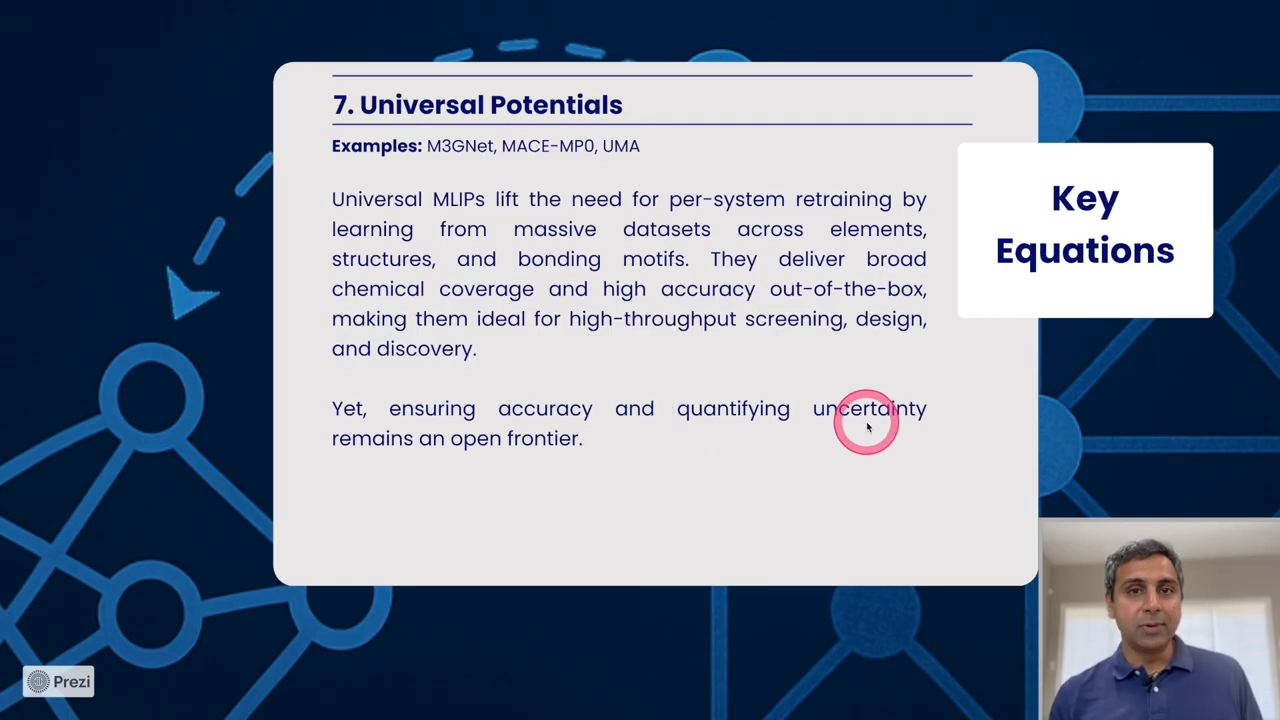 7. Universal Potentials
Examples: M3GNet, MACE-MP0, UMA
Universal MLIPs lift the need for per-system retraining by
learning from massive datasets across elements,
structures, and bonding motifs. They deliver broad
chemical coverage and high accuracy out-of-the-box,
making them ideal for high-throughput screening, design,
and discovery.
Yet, ensuring accuracy and quantifying uncertainty
remains an open frontier.
Key
Equations
Prezi